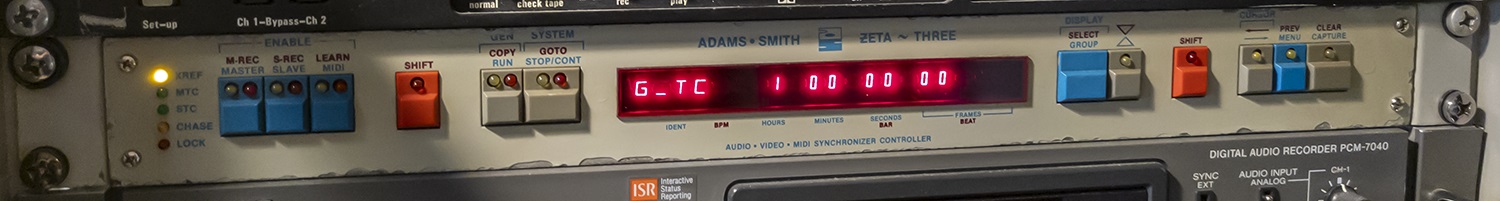 normal check tape rec play
Set-up Ch 1-Bypass-Ch 2
ENABLE
M-REC S-REC LEARN
MASTER SLAVE MIDI
SHIFT
GEN SYSTEM
COPY GOTO
RUN STOP/CONT
XREF
MTC
STC
CHASE
LOCK
ADAMS•SMITH ZETA ~ THREE
G_TC 1 00 00 00
IDENT BPM HOURS MINUTES SECONDS FRAMES
BAR BEAT
AUDIO • VIDEO • MIDI SYNCHRONIZER CONTROLLER
DISPLAY
SELECT
GROUP
SHIFT
CURSOR
PREV CLEAR
MENU CAPTURE
ISR Interactive
Status
Reporting
DIGITAL AUDIO RECORDER PCM-7040
SYNC
EXT
AUDIO INPUT
ANALOG
CH-1